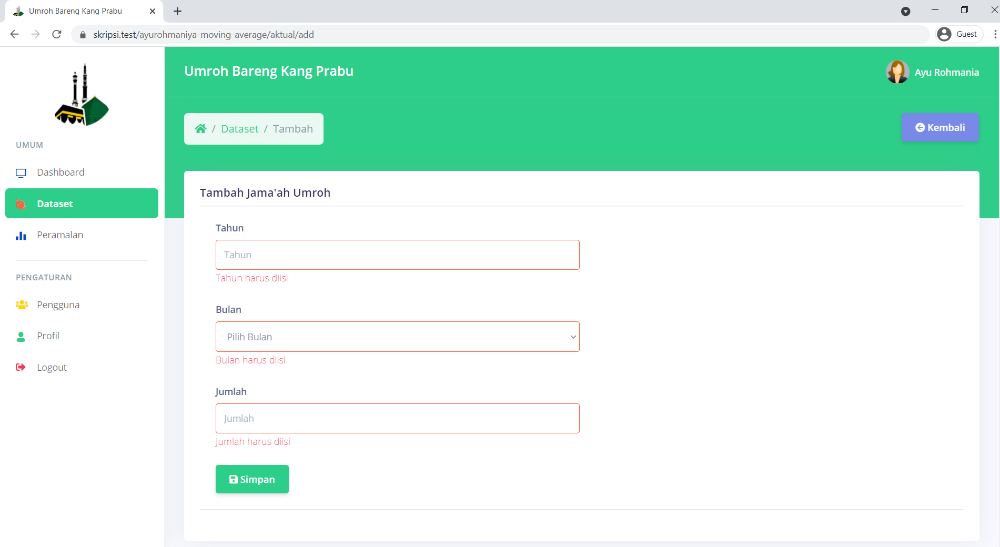 Umroh Bareng Kang Prabu
skripsi.test/ayurohmaniya-moving-average/aktual/add
Guest
Umroh Bareng Kang Prabu
Ayu Rohmania
/ Dataset / Tambah
Kembali
UMUM
Dashboard
Dataset
Peramalan
PENGATURAN
Pengguna
Profil
Logout
Tambah Jama'ah Umroh
Tahun
Tahun
Tahun harus diisi
Bulan
Pilih Bulan
Bulan harus diisi
Jumlah
Jumlah
Jumlah harus diisi
Simpan